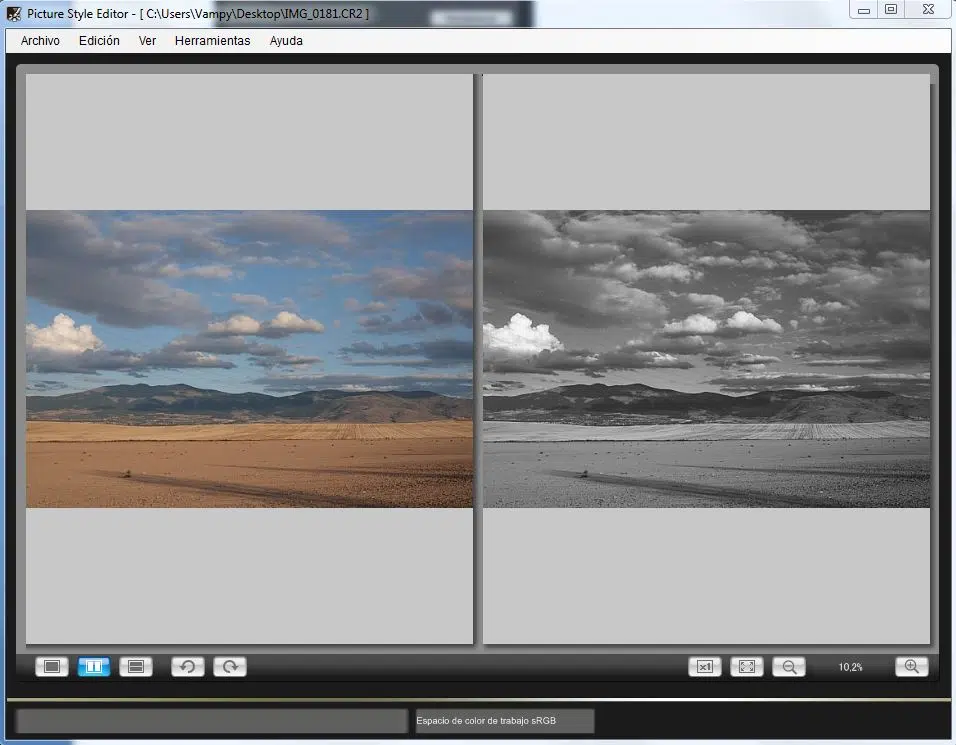 Picture Style Editor - [ C:\Users\Vampy\Desktop\IMG_0181.CR2 ]
Archivo Edición Ver Herramientas Ayuda
x1 10,2%
Espacio de color de trabajo sRGB